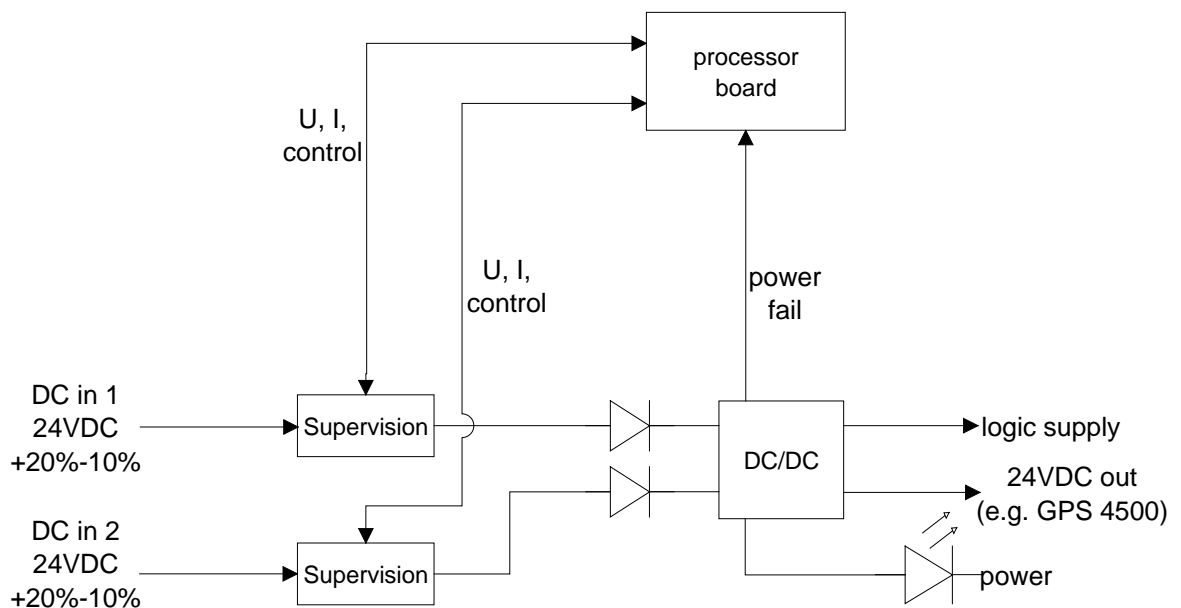 processor
board
U, I,
control
U, I,
control
power
fail
DC in 1
24VDC
+20%-10%
Supervision
DC/DC
logic supply
24VDC out
(e.g. GPS 4500)
DC in 2
24VDC
+20%-10%
Supervision
power